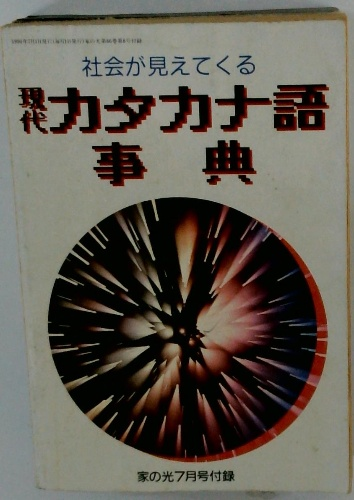 社会が見えてくる
現代カタカナ語
事典
家の光7月号付録